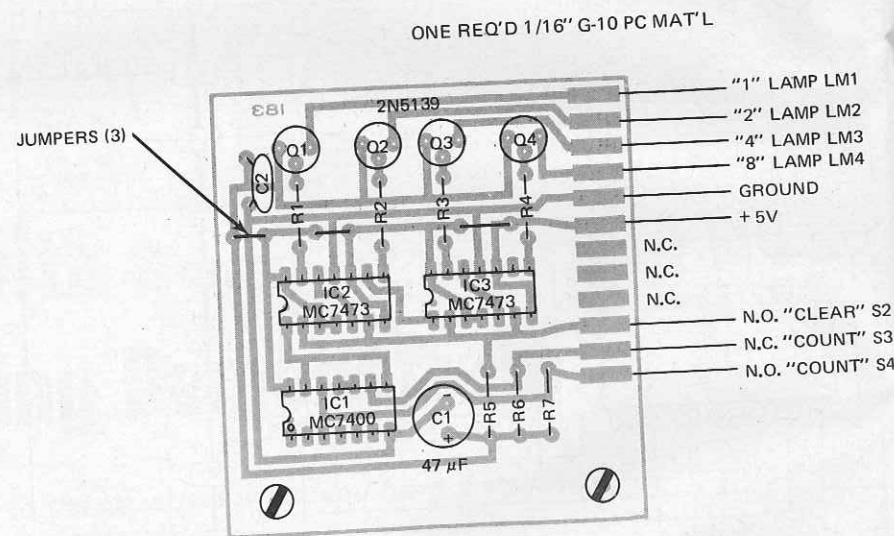 ONE REQ'D 1/16" G-10 PC MAT'L
JUMPERS (3)
183
2N5139
Q1
Q2
Q3
Q4
C2
R1
R2
R3
R4
IC2
MC7473
IC3
MC7473
IC1
MC7400
-
C1
+
47 µF
R5
R6
R7
"1" LAMP LM1
"2" LAMP LM2
"4" LAMP LM3
"8" LAMP LM4
GROUND
+ 5V
N.C.
N.C.
N.C.
N.O. "CLEAR" S2
N.C. "COUNT" S3
N.O. "COUNT" S4